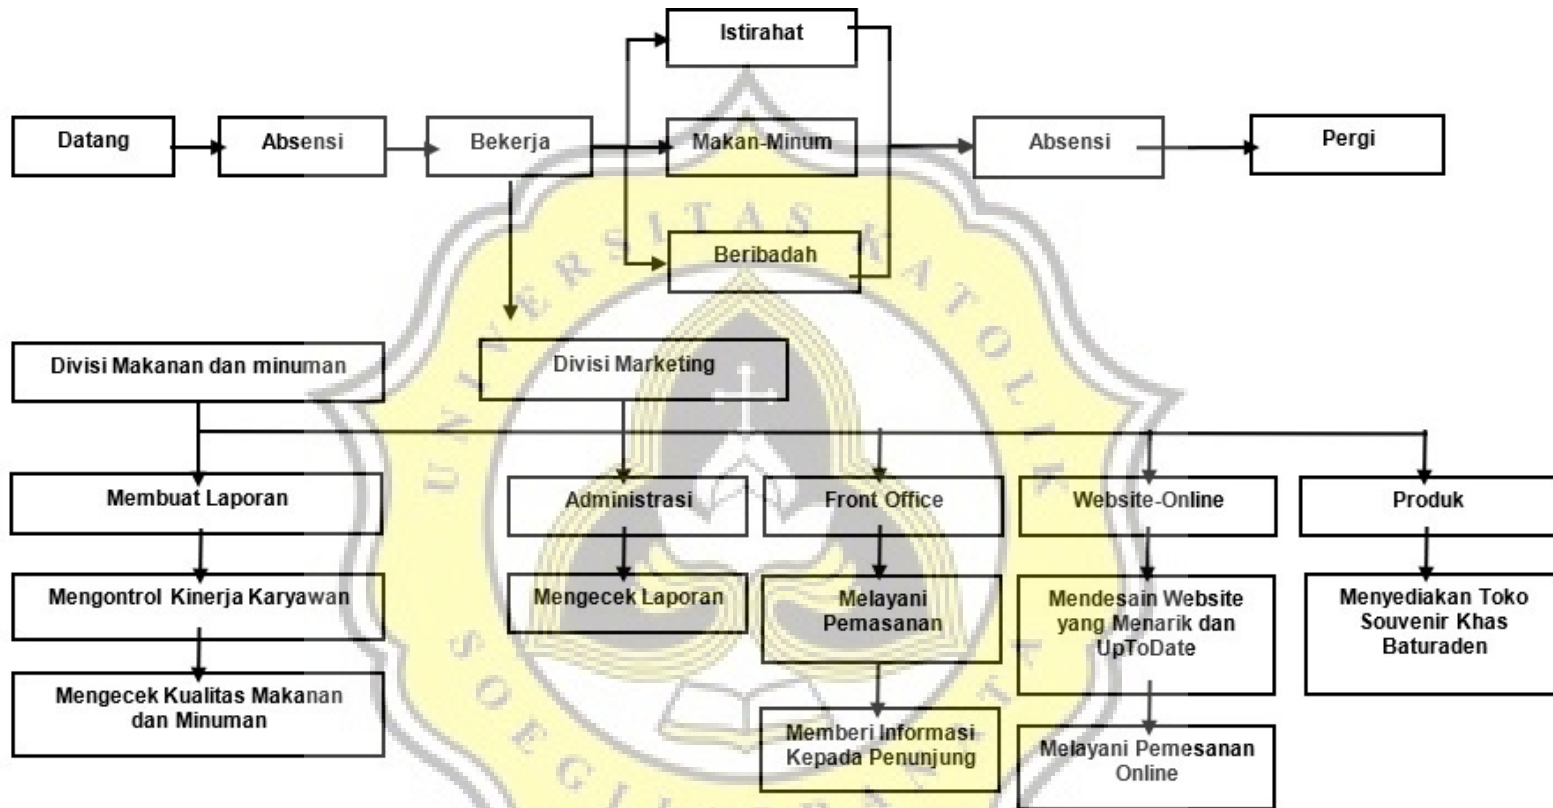 Istirahat
Datang
Absensi
Bekerja
Makan-Minum
Absensi
Pergi
Beribadah
Divisi Makanan dan minuman
Divisi Marketing
Membuat Laporan
Administrasi
Front Office
Website-Online
Produk
Mengontrol Kinerja Karyawan
Mengecek Laporan
Melayani
Pemasanan
Mendesain Website
yang Menarik dan
UpToDate
Menyediakan Toko
Souvenir Khas
Baturaden
Mengecek Kualitas Makanan
dan Minuman
Memberi Informasi
Kepada Penunjung
Melayani Pemesanan
Online
UNIVERSITAS KATOLIK